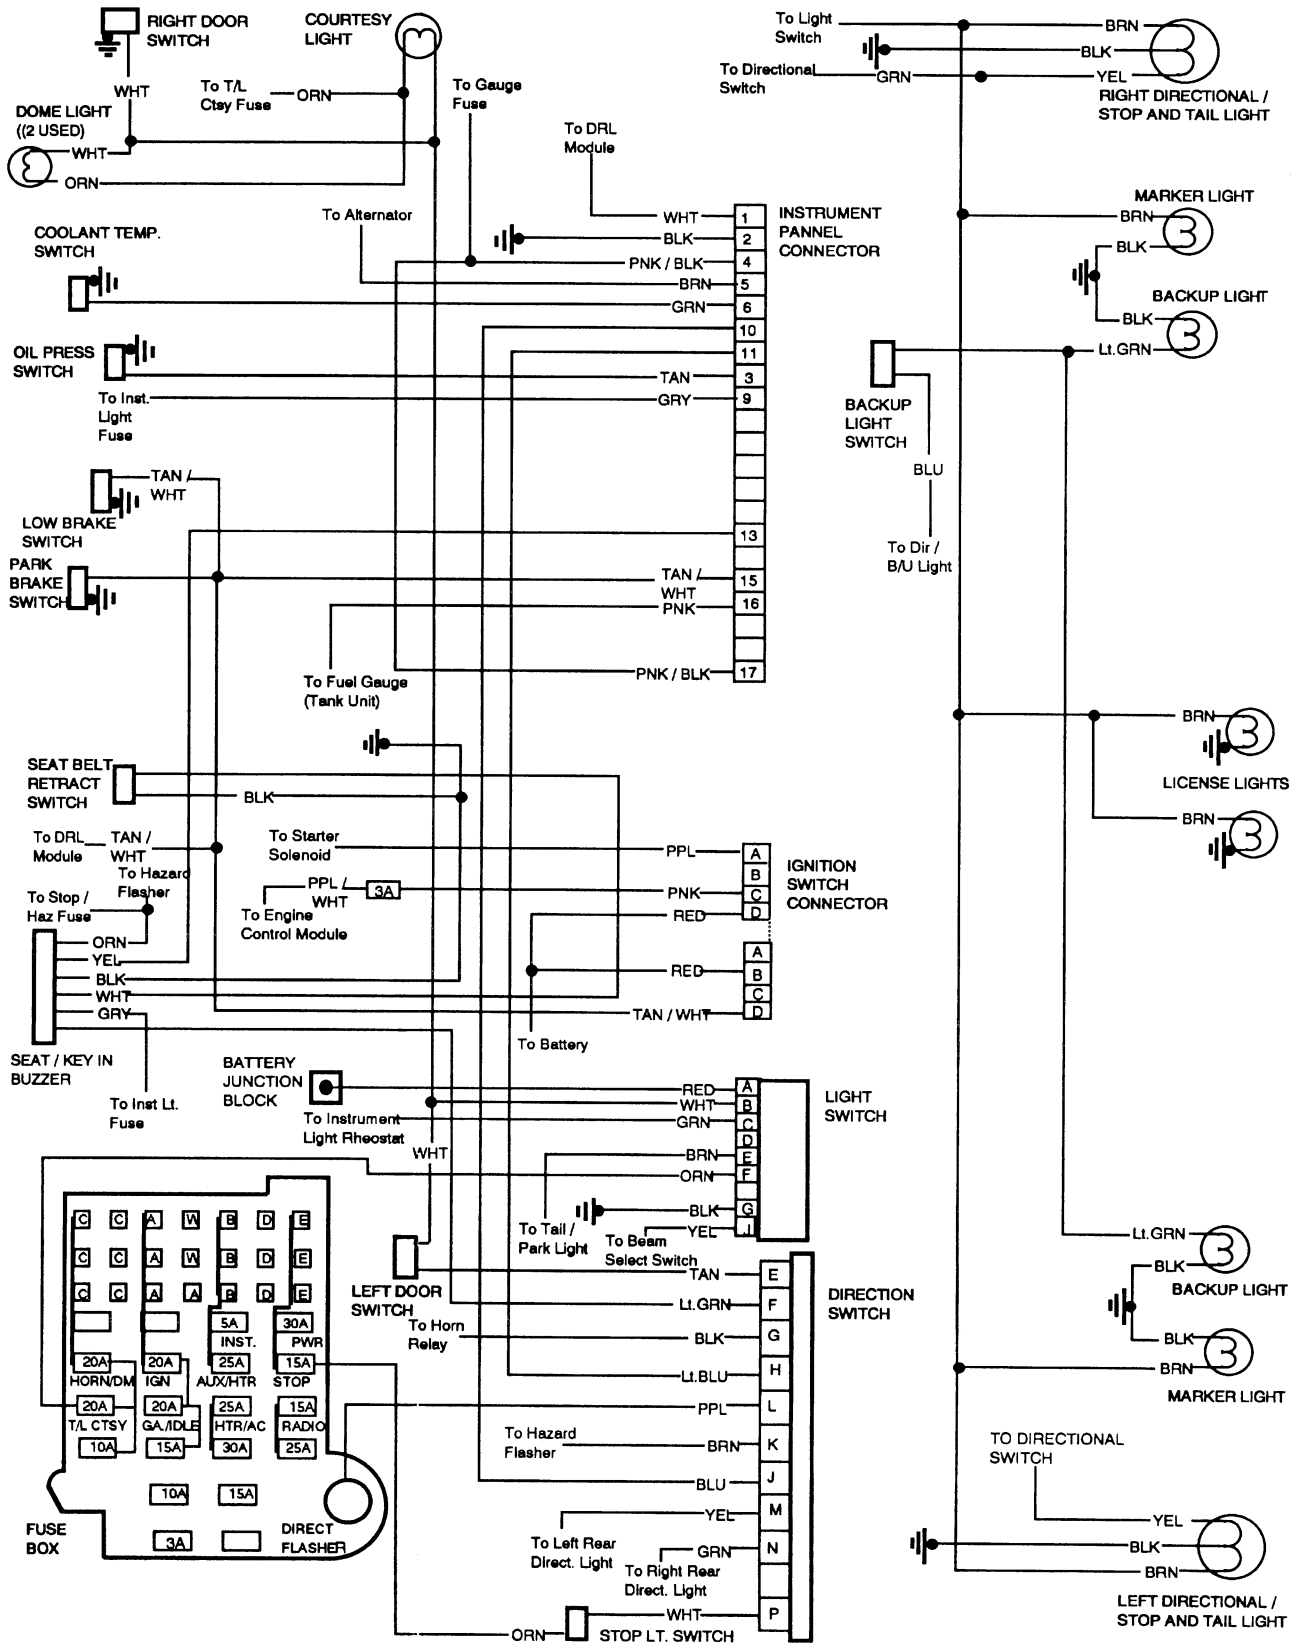 RIGHT DOOR
SWITCH
WHT
COURTESY
LIGHT
To T/L
Ctsy Fuse
ORN
To Gauge
Fuse
DOME LIGHT
((2 USED)
WHT
ORN
To DRL
Module
To Alternator
COOLANT TEMP.
SWITCH
OIL PRESS
SWITCH
To Inst.
Light
Fuse
INSTRUMENT
PANNEL
CONNECTOR
WHT 1
BLK 2
PNK / BLK 4
BRN 5
GRN 6
10
11
TAN 3
GRY 9
13
TAN /
WHT
15
PNK 16
PNK / BLK 17
TAN /
WHT
LOW BRAKE
SWITCH
PARK
BRAKE
SWITCH
To Fuel Gauge
(Tank Unit)
SEAT BELT
RETRACT
SWITCH
BLK
To DRL
Module
TAN /
WHT
To Hazard
Flasher
To Stop /
Haz Fuse
To Starter
Solenoid
PPL /
WHT
3A
To Engine
Control Module
PPL A
B
PNK C
RED D
IGNITION
SWITCH
CONNECTOR
A
RED B
C
TAN / WHT D
To Battery
ORN
YEL
BLK
WHT
GRY
SEAT / KEY IN
BUZZER
To Inst Lt.
Fuse
BATTERY
JUNCTION
BLOCK
To Instrument
Light Rheostat
WHT
RED A
WHT B
GRN C
D
BRN E
ORN F
BLK G
YEL J
LIGHT
SWITCH
To Tail /
Park Light
To Beam
Select Switch
LEFT DOOR
SWITCH
To Horn
Relay
TAN E
Lt.GRN F
BLK G
Lt.BLU H
PPL L
BRN K
BLU J
YEL M
GRN N
WHT P
DIRECTION
SWITCH
To Hazard
Flasher
To Left Rear
Direct. Light
To Right Rear
Direct. Light
ORN
STOP LT. SWITCH
C C A W B D E
C C A W B D E
C C A A B D E
5A 30A
INST. PWR
20A 20A 25A 15A
HORN/DM IGN AUX/HTR STOP
20A 20A 25A 15A
T/L CTSY GA./IDLE HTR/AC RADIO
10A 15A 30A 25A
10A 15A
3A
FUSE
BOX
DIRECT
FLASHER
To Light
Switch
BRN
BLK
To Directional
Switch
GRN
YEL
RIGHT DIRECTIONAL /
STOP AND TAIL LIGHT
MARKER LIGHT
BRN
BLK
BACKUP LIGHT
BLK
Lt.GRN
BACKUP
LIGHT
SWITCH
BLU
To Dir /
B/U Light
BRN
LICENSE LIGHTS
BRN
Lt.GRN
BLK
BACKUP LIGHT
BLK
BRN
MARKER LIGHT
TO DIRECTIONAL
SWITCH
YEL
BLK
BRN
LEFT DIRECTIONAL /
STOP AND TAIL LIGHT